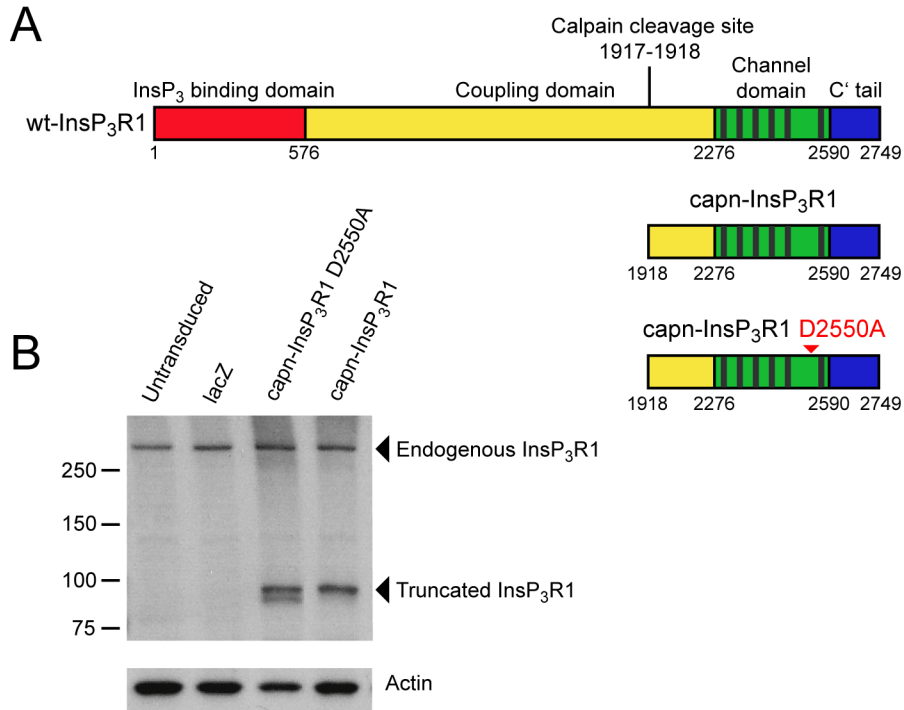 A
Calpain cleavage site
1917-1918
InsP₃ binding domain
Coupling domain
Channel
domain
C‘ tail
wt-InsP₃R1
1
576
2276
2590
2749
capn-InsP₃R1
1918
2276
2590
2749
capn-InsP₃R1 D2550A
1918
2276
2590
2749
B
Untransduced
lacZ
capn-InsP₃R1 D2550A
capn-InsP₃R1
250
150
100
75
Endogenous InsP₃R1
Truncated InsP₃R1
Actin